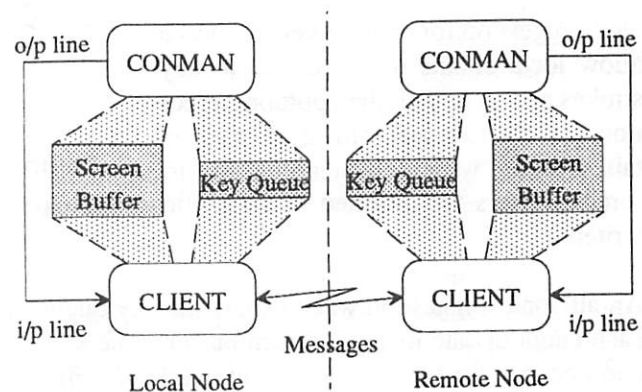 o/p line
CONMAN
Screen
Buffer
Key Queue
CLIENT
i/p line
Local Node
Messages
o/p line
CONMAN
Key Queue
Screen
Buffer
CLIENT
i/p line
Remote Node